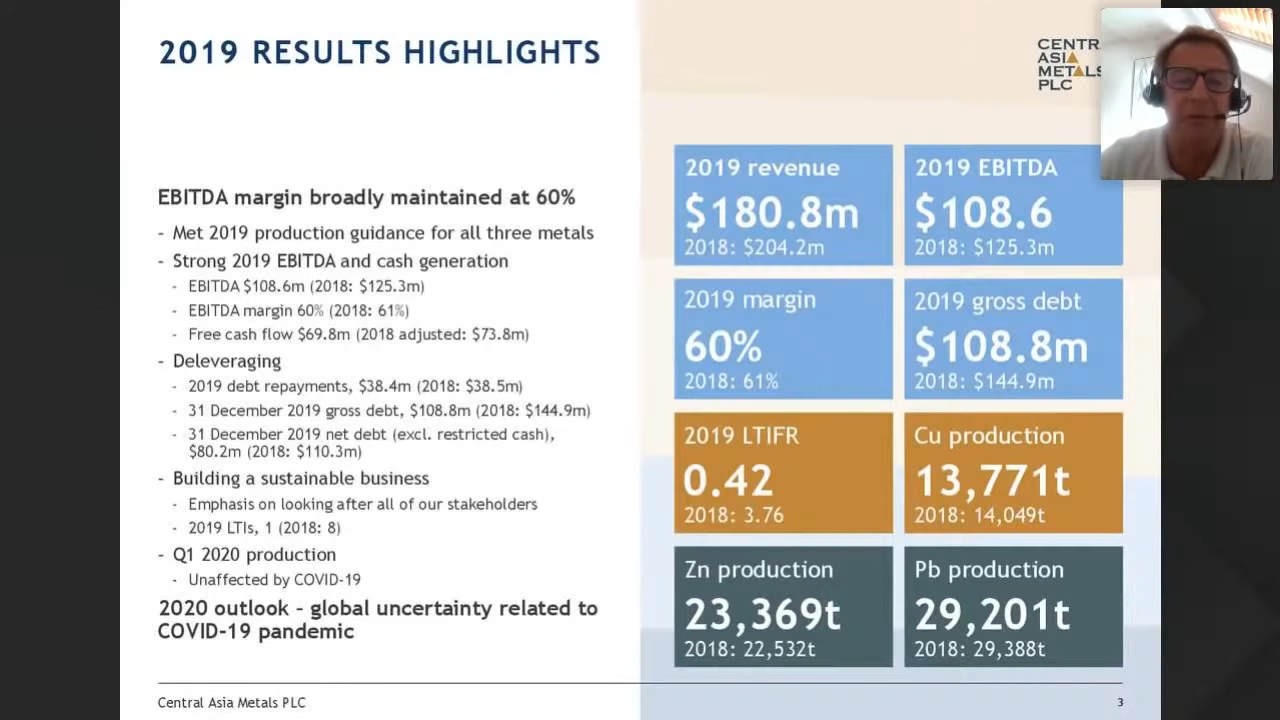 2019 RESULTS HIGHLIGHTS
CENTR
ASIA
METALS
PLC
EBITDA margin broadly maintained at 60%
- Met 2019 production guidance for all three metals
- Strong 2019 EBITDA and cash generation
- EBITDA $108.6m (2018: $125.3m)
- EBITDA margin 60% (2018: 61%)
- Free cash flow $69.8m (2018 adjusted: $73.8m)
- Deleveraging
- 2019 debt repayments, $38.4m (2018: $38.5m)
- 31 December 2019 gross debt, $108.8m (2018: $144.9m)
- 31 December 2019 net debt (excl. restricted cash),
$80.2m (2018: $110.3m)
- Building a sustainable business
- Emphasis on looking after all of our stakeholders
- 2019 LTIs, 1 (2018: 8)
- Q1 2020 production
- Unaffected by COVID-19
2020 outlook – global uncertainty related to
COVID-19 pandemic
2019 revenue
$180.8m
2018: $204.2m
2019 EBITDA
$108.6
2018: $125.3m
2019 margin
60%
2018: 61%
2019 gross debt
$108.8m
2018: $144.9m
2019 LTIFR
0.42
2018: 3.76
Cu production
13,771t
2018: 14,049t
Zn production
23,369t
2018: 22,532t
Pb production
29,201t
2018: 29,388t
Central Asia Metals PLC
3